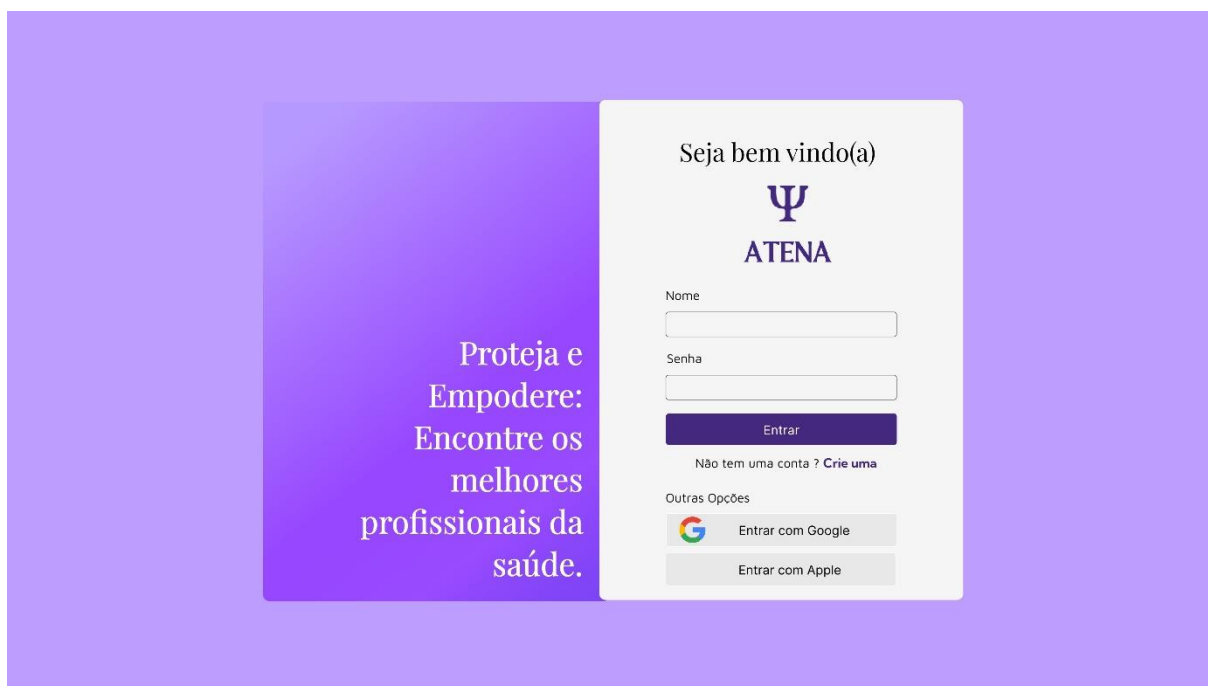 Proteja e
Empodere:
Encontre os
melhores
profissionais da
saúde.
Seja bem vindo(a)
Ψ
ATENA
Nome
Senha
Entrar
Não tem uma conta ? Crie uma
Outras Opções
Entrar com Google
Entrar com Apple